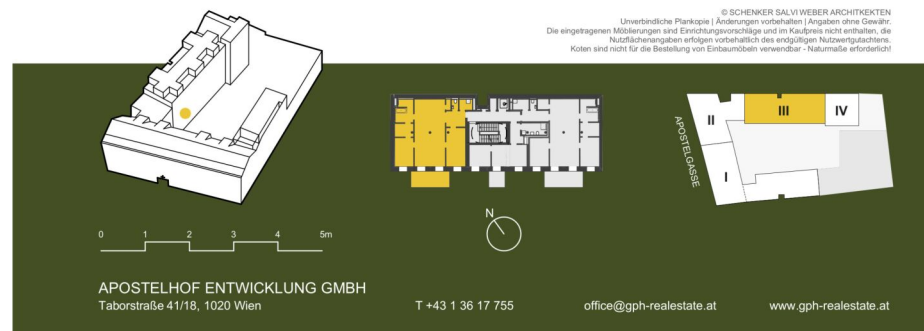 © SCHENKER SALVI WEBER ARCHITKEKTEN
Unverbindliche Plankopie | Änderungen vorbehalten | Angaben ohne Gewähr.
Die eingetragenen Möblierungen sind Einrichtungsvorschläge und im Kaufpreis nicht enthalten, die
Nutzflächenangaben erfolgen vorbehaltlich des endgültigen Nutzwertgutachtens.
Koten sind nicht für die Bestellung von Einbaumöbeln verwendbar - Naturmaße erforderlich!
II
III
IV
I
APOSTELGASSE
N
0 1 2 3 4 5m
APOSTELHOF ENTWICKLUNG GMBH
Taborstraße 41/18, 1020 Wien
T +43 1 36 17 755
office@gph-realestate.at
www.gph-realestate.at